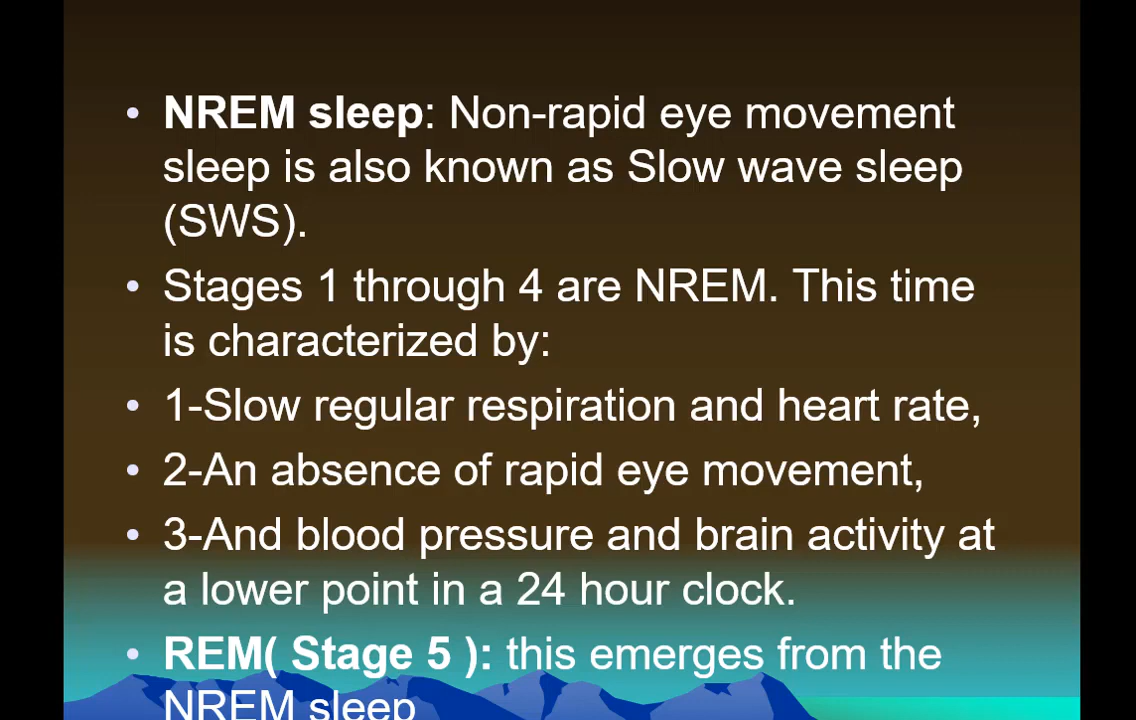 • NREM sleep: Non-rapid eye movement
sleep is also known as Slow wave sleep
(SWS).
• Stages 1 through 4 are NREM. This time
is characterized by:
• 1-Slow regular respiration and heart rate,
• 2-An absence of rapid eye movement,
• 3-And blood pressure and brain activity at
a lower point in a 24 hour clock.
• REM( Stage 5 ): this emerges from the
NREM sleep